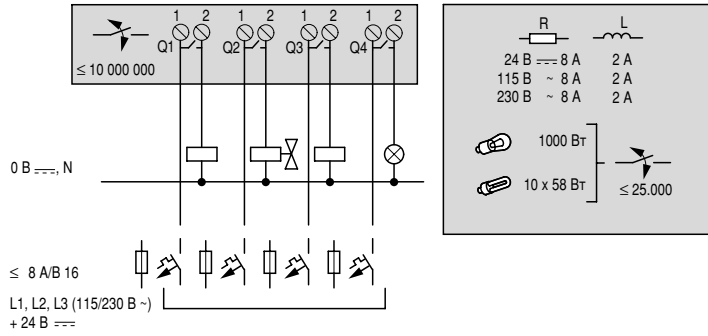 1 2 1 2 1 2 1 2
Q1 Q2 Q3 Q4
≤ 10 000 000
0 В ⎓, N
≤ 8 A/B 16
L1, L2, L3 (115/230 В ~)
+ 24 В ⎓
R L
24 В ⎓ 8 A 2 A
115 В ~ 8 A 2 A
230 В ~ 8 A 2 A
1000 Вт
10 x 58 Вт
≤ 25.000